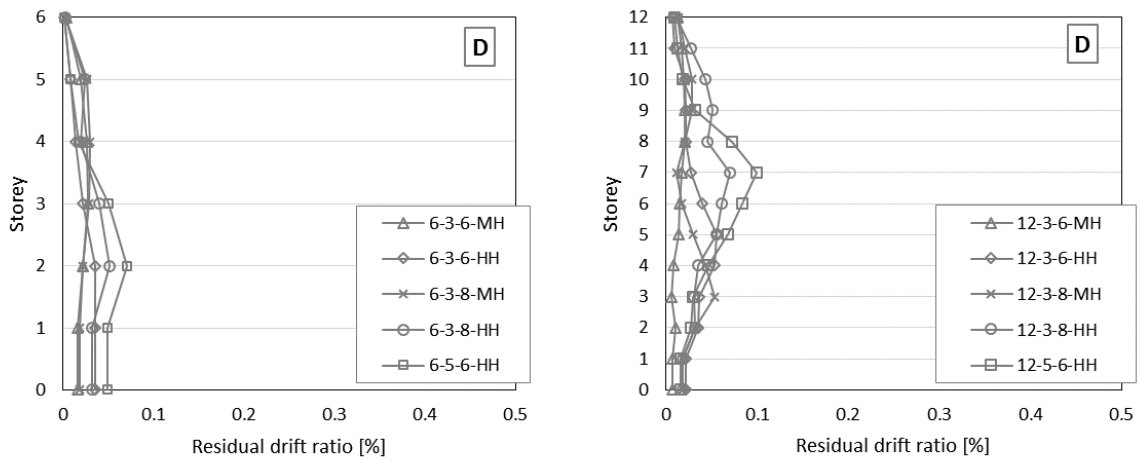 6
5
4
3
2
1
0
Storey
D
6-3-6-MH
6-3-6-HH
6-3-8-MH
6-3-8-HH
6-5-6-HH
0 0.1 0.2 0.3 0.4 0.5
Residual drift ratio [%]
12
11
10
9
8
7
6
5
4
3
2
1
0
Storey
D
12-3-6-MH
12-3-6-HH
12-3-8-MH
12-3-8-HH
12-5-6-HH
0 0.1 0.2 0.3 0.4 0.5
Residual drift ratio [%]